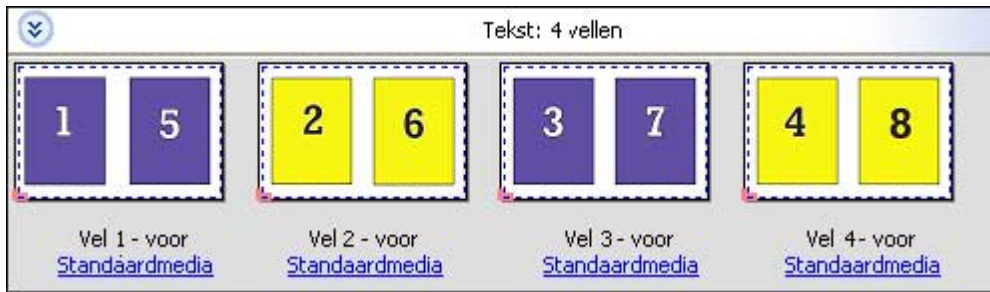 Tekst: 4 vellen
1 5 2 6 3 7 4 8
Vel 1 - voor Vel 2 - voor Vel 3 - voor Vel 4- voor
Standaardmedia Standaardmedia Standaardmedia Standaardmedia